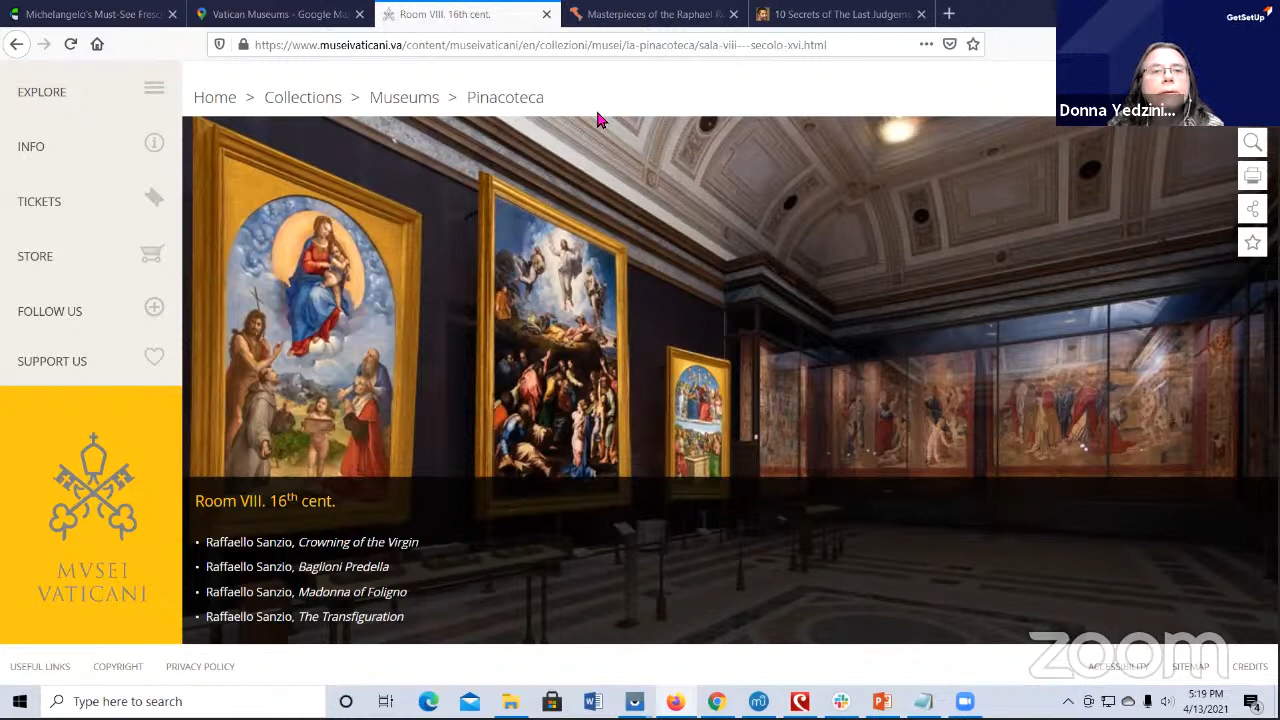 Michelange's Must-See Fresc
Vatican Museums - Google Ma
Room VIII. 16th cent.
Masterpieces of the Raphael R
10 Secrets of The Last Judgeme
GetSetUp
https://www.museivaticani.va/content/museivaticani/en/collezioni/musei/la-pinacoteca/sala-viii---secolo-xvi.html
Donna Yedzini...
EXPLORE
Home > Collections > Museums > Pinacoteca
INFO
TICKETS
STORE
FOLLOW US
SUPPORT US
MVSEI
VATICANI
Room VIII. 16th cent.
• Raffaello Sanzio, Crowning of the Virgin
• Raffaello Sanzio, Baglioni Predella
• Raffaello Sanzio, Madonna of Foligno
• Raffaello Sanzio, The Transfiguration
zoom
USEFUL LINKS COPYRIGHT PRIVACY POLICY ACCESSIBILITY SITEMAP CREDITS
Type here to search
5:19 PM
4/13/2021
4